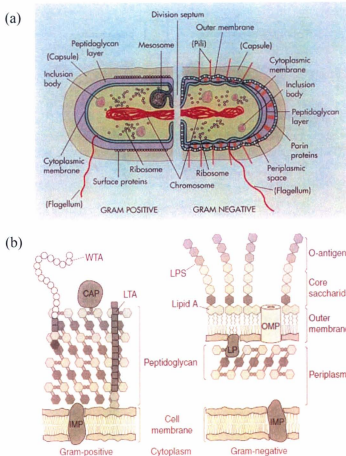 (a)
Division septum
Outer membrane
Peptidoglycan
layer
Mesosome
(Pili)
(Capsule)
(Capsule)
Cytoplasmic
membrane
Inclusion
body
Inclusion
body
Peptidoglycan
layer
Porin
proteins
Cytoplasmic
membrane
Ribosome
Ribosome
Periplasmic
space
Surface proteins
Chromosome
(Flagellum)
(Flagellum)
GRAM POSITIVE
GRAM NEGATIVE
(b)
WTA
CAP
LTA
LPS
O-antigen
Core
saccharid
Lipid A
OMP
Outer
membrane
LP
Peptidoglycan
Periplasm
IMP
Cell
membrane
IMP
Gram-positive
Cytoplasm
Gram-negative